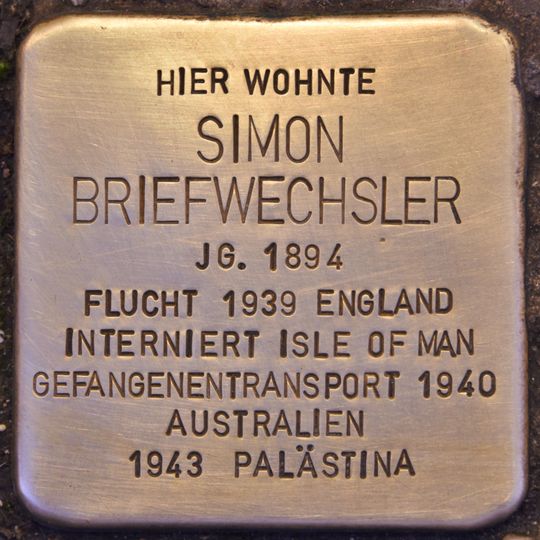 HIER WOHNTE
SIMON
BRIEFWECHSLER
JG. 1894
FLUCHT 1939 ENGLAND
INTERNIERT ISLE OF MAN
GEFANGENENTRANSPORT 1940
AUSTRALIEN
1943 PALÄSTINA